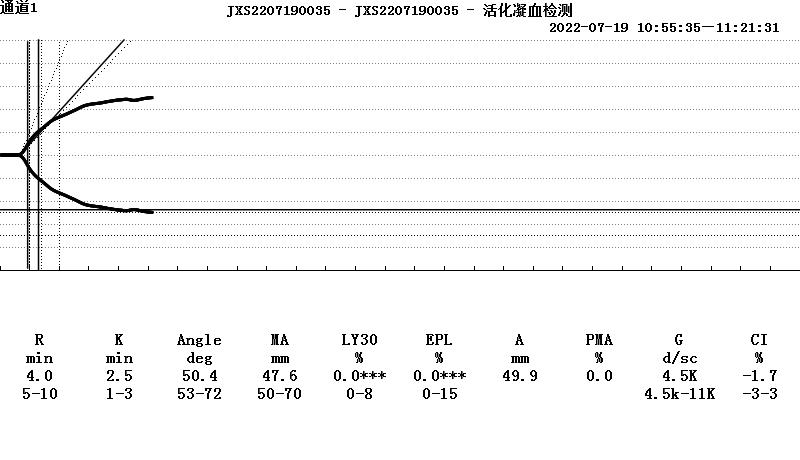 通道1
JXS2207190035 - JXS2207190035 - 活化凝血检测
2022-07-19 10:55:35—11:21:31
R K Angle MA LY30 EPL A PMA G CI
min min deg mm % % mm % d/sc %
4.0 2.5 50.4 47.6 0.0*** 0.0*** 49.9 0.0 4.5K -1.7
5-10 1-3 53-72 50-70 0-8 0-15 4.5k-11K -3-3